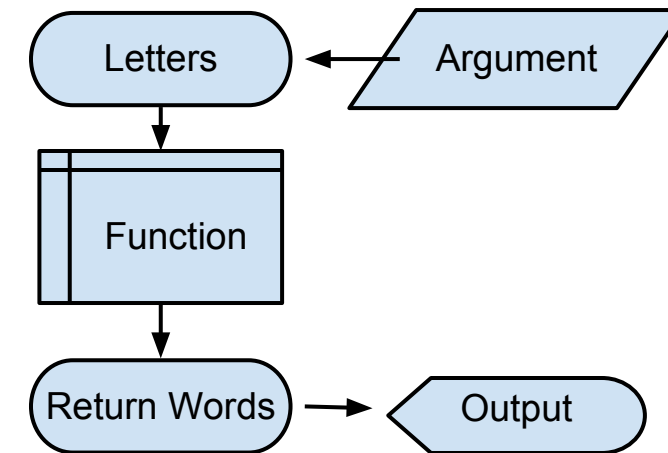 Letters
Argument
Function
Return Words
Output